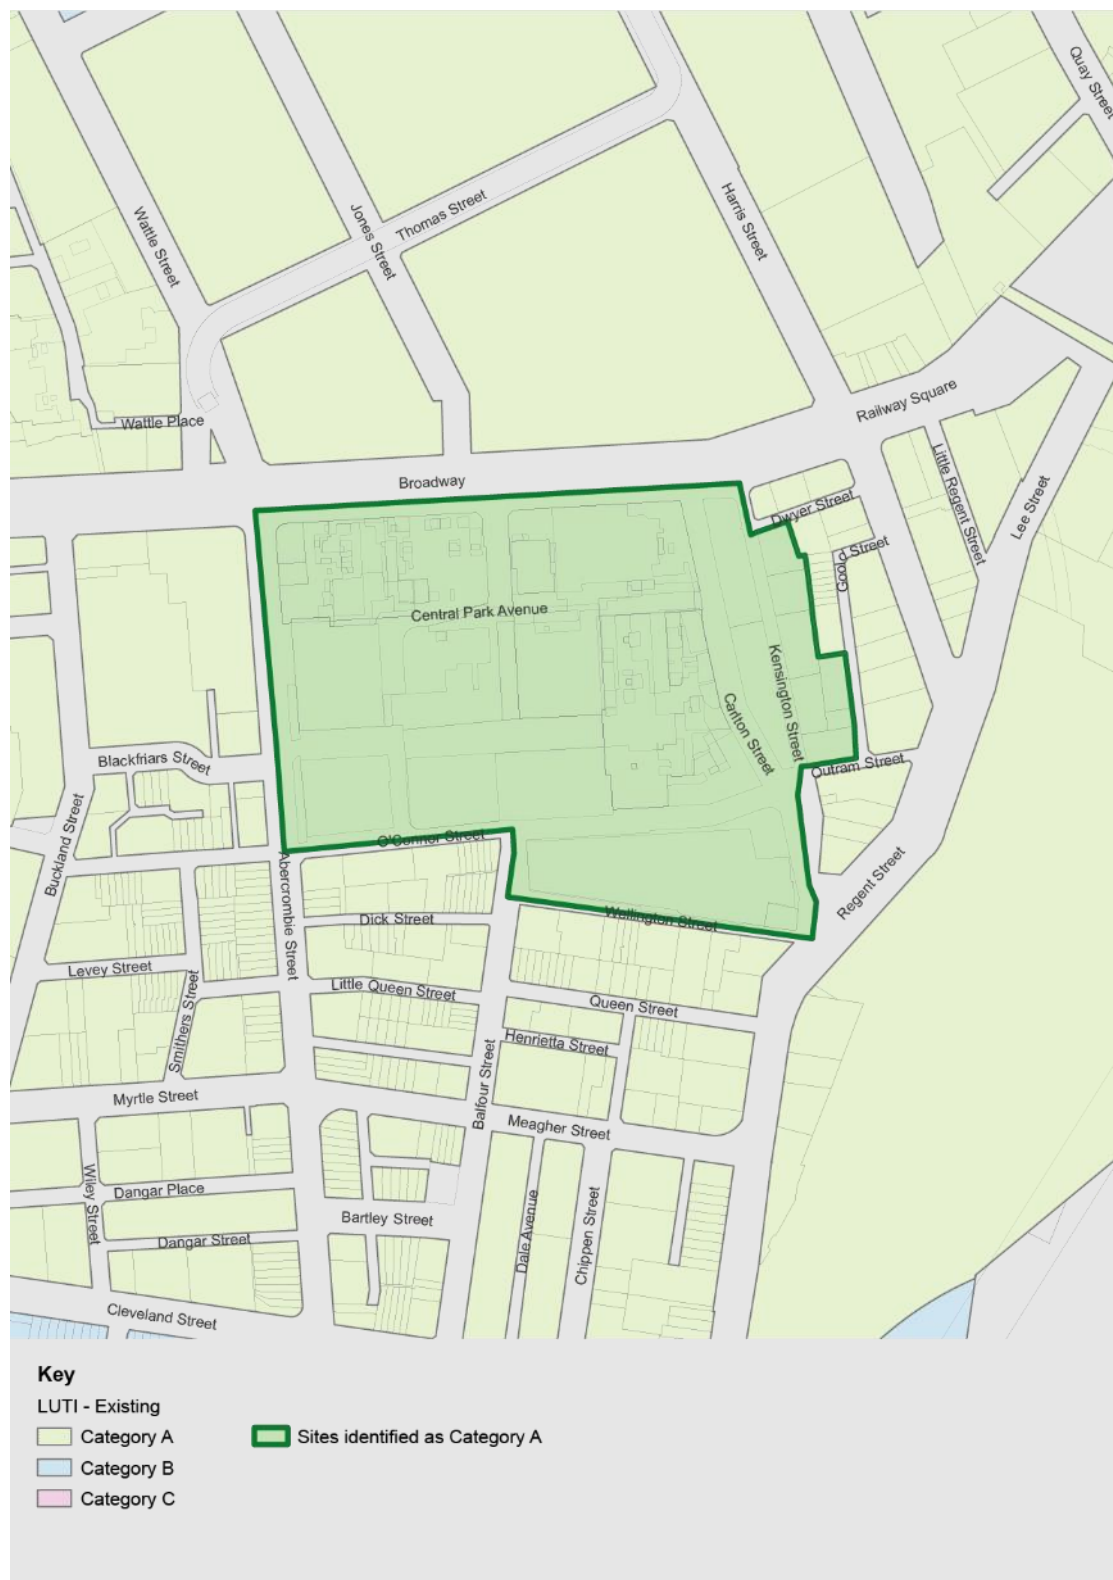 Quay Street
Wattle Street
Jones Street
Thomas Street
Harris Street
Railway Square
Wattle Place
Broadway
Little Regent Street
Lee Street
Dwyer Street
Goold Street
Central Park Avenue
Kensington Street
Carlton Street
Blackfriars Street
Outram Street
Buckland Street
O'Connor Street
Abercrombie Street
Regent Street
Dick Street
Wellington Street
Levey Street
Smithers Street
Little Queen Street
Queen Street
Henrietta Street
Balfour Street
Myrtle Street
Meagher Street
Wiley Street
Dangar Place
Dale Avenue
Chippen Street
Bartley Street
Dangar Street
Cleveland Street
Key
LUTI - Existing
Category A
Sites identified as Category A
Category B
Category C